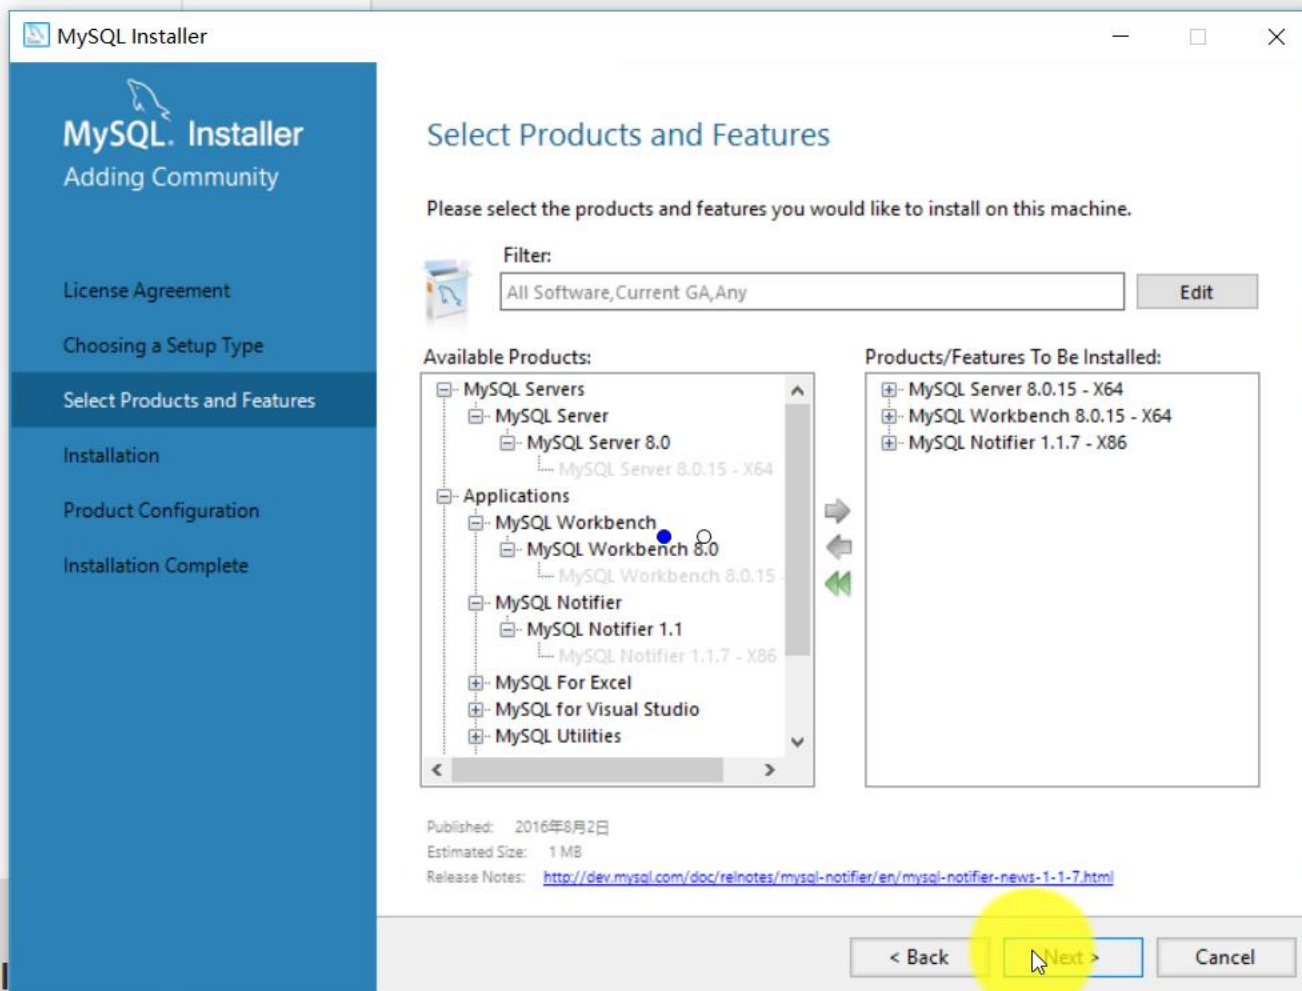 MySQL Installer
MySQL. Installer
Adding Community
License Agreement
Choosing a Setup Type
Select Products and Features
Installation
Product Configuration
Installation Complete
Select Products and Features
Please select the products and features you would like to install on this machine.
Filter:
All Software,Current GA,Any
Edit
Available Products:
MySQL Servers
MySQL Server
MySQL Server 8.0
MySQL Server 8.0.15 - X64
Applications
MySQL Workbench
MySQL Workbench 8.0
MySQL Workbench 8.0.15 -
MySQL Notifier
MySQL Notifier 1.1
MySQL Notifier 1.1.7 - X86
MySQL For Excel
MySQL for Visual Studio
MySQL Utilities
Products/Features To Be Installed:
MySQL Server 8.0.15 - X64
MySQL Workbench 8.0.15 - X64
MySQL Notifier 1.1.7 - X86
Published: 2016年8月2日
Estimated Size: 1 MB
Release Notes: http://dev.mysql.com/doc/relnotes/mysql-notifier/en/mysql-notifier-news-1-1-7.html
< Back
Next >
Cancel